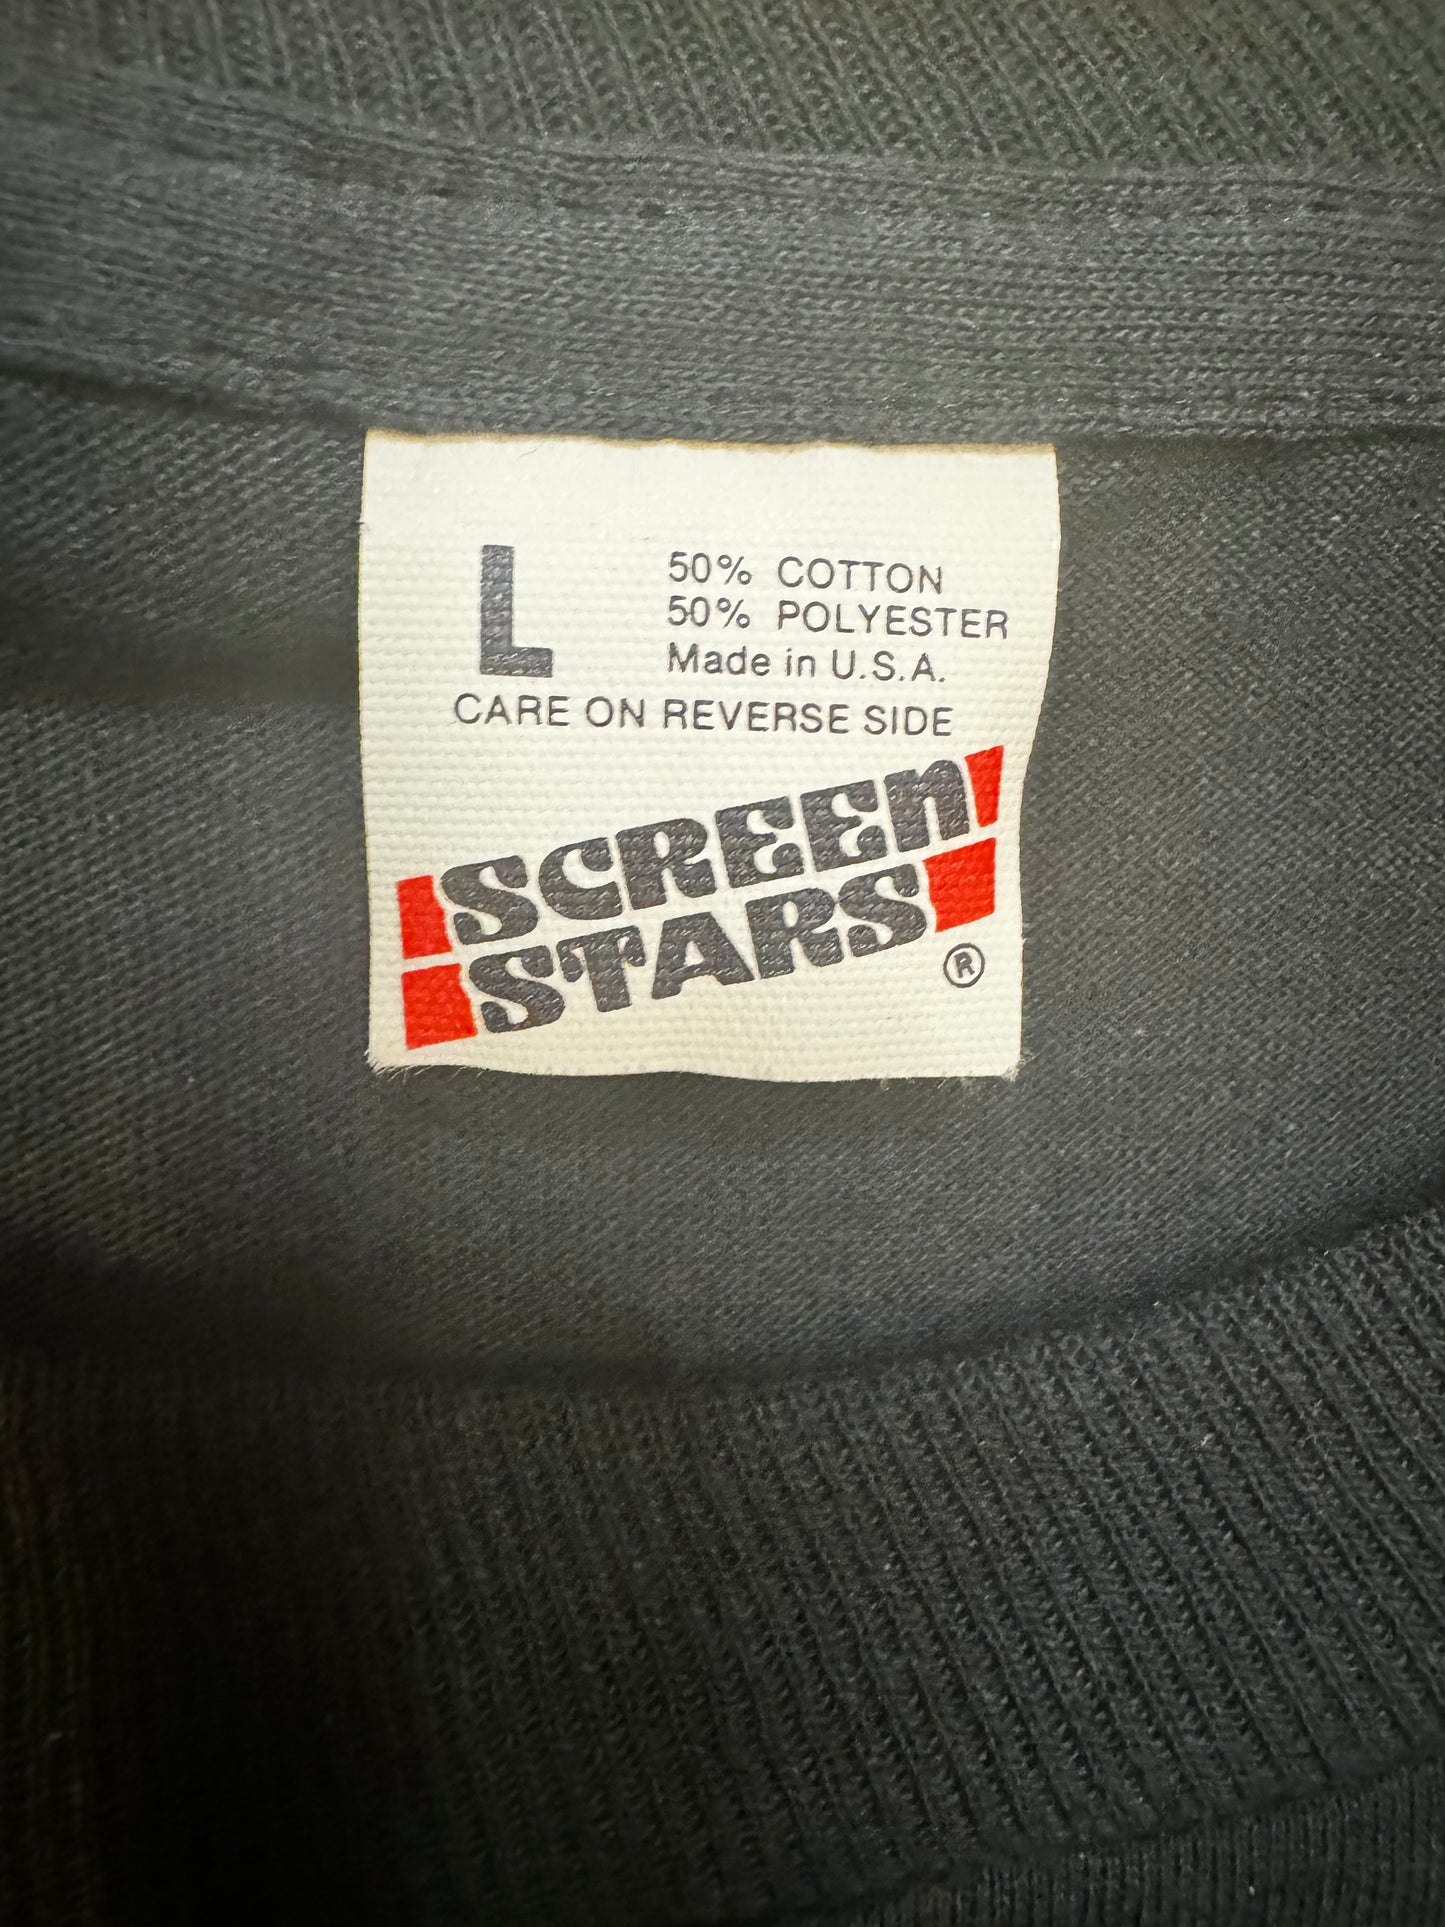 L
50% COTTON
50% POLYESTER
Made in U.S.A.
CARE ON REVERSE SIDE
SCREEN
STARS
®